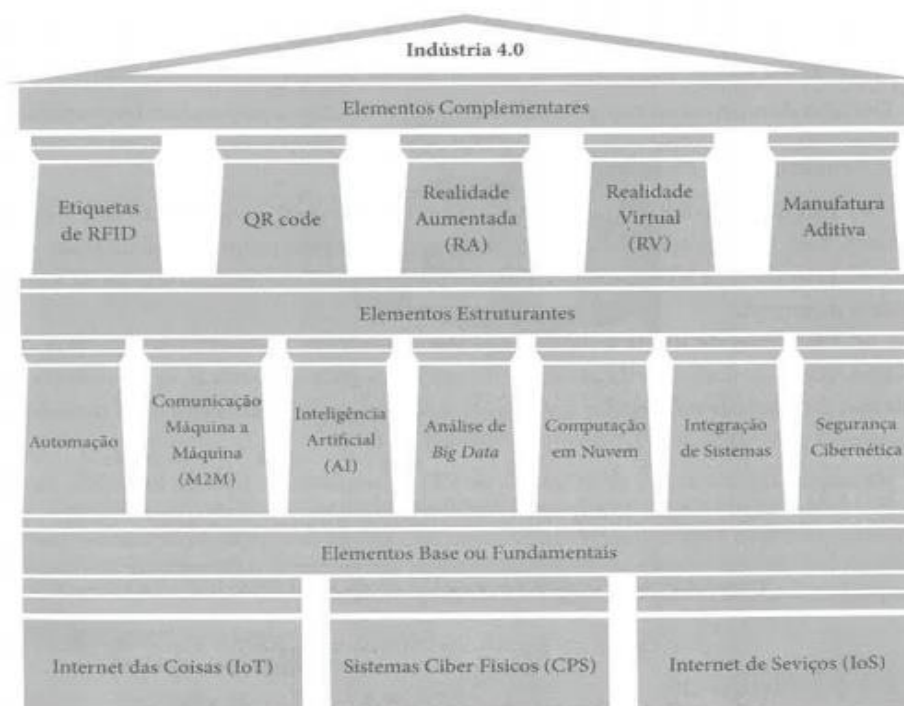 Indústria 4.0
Elementos Complementares
Etiquetas
de RFID
QR code
Realidade
Aumentada
(RA)
Realidade
Virtual
(RV)
Manufatura
Aditiva
Elementos Estruturantes
Automação
Comunicação
Máquina a
Máquina
(M2M)
Inteligência
Artificial
(AI)
Análise de
Big Data
Computação
em Nuvem
Integração
de Sistemas
Segurança
Cibernética
Elementos Base ou Fundamentais
Internet das Coisas (IoT)
Sistemas Ciber Físicos (CPS)
Internet de Seviços (IoS)